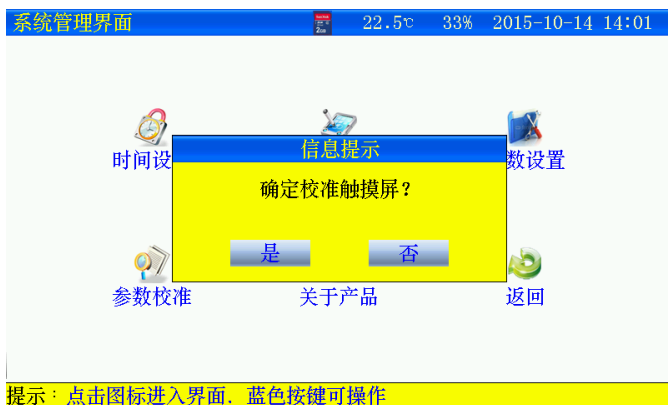 系统管理界面 22.5℃ 33% 2015-10-14 14:01
信息提示
时间设 数设置
确定校准触摸屏?
是 否
参数校准 关于产品 返回
提示：点击图标进入界面．蓝色按键可操作